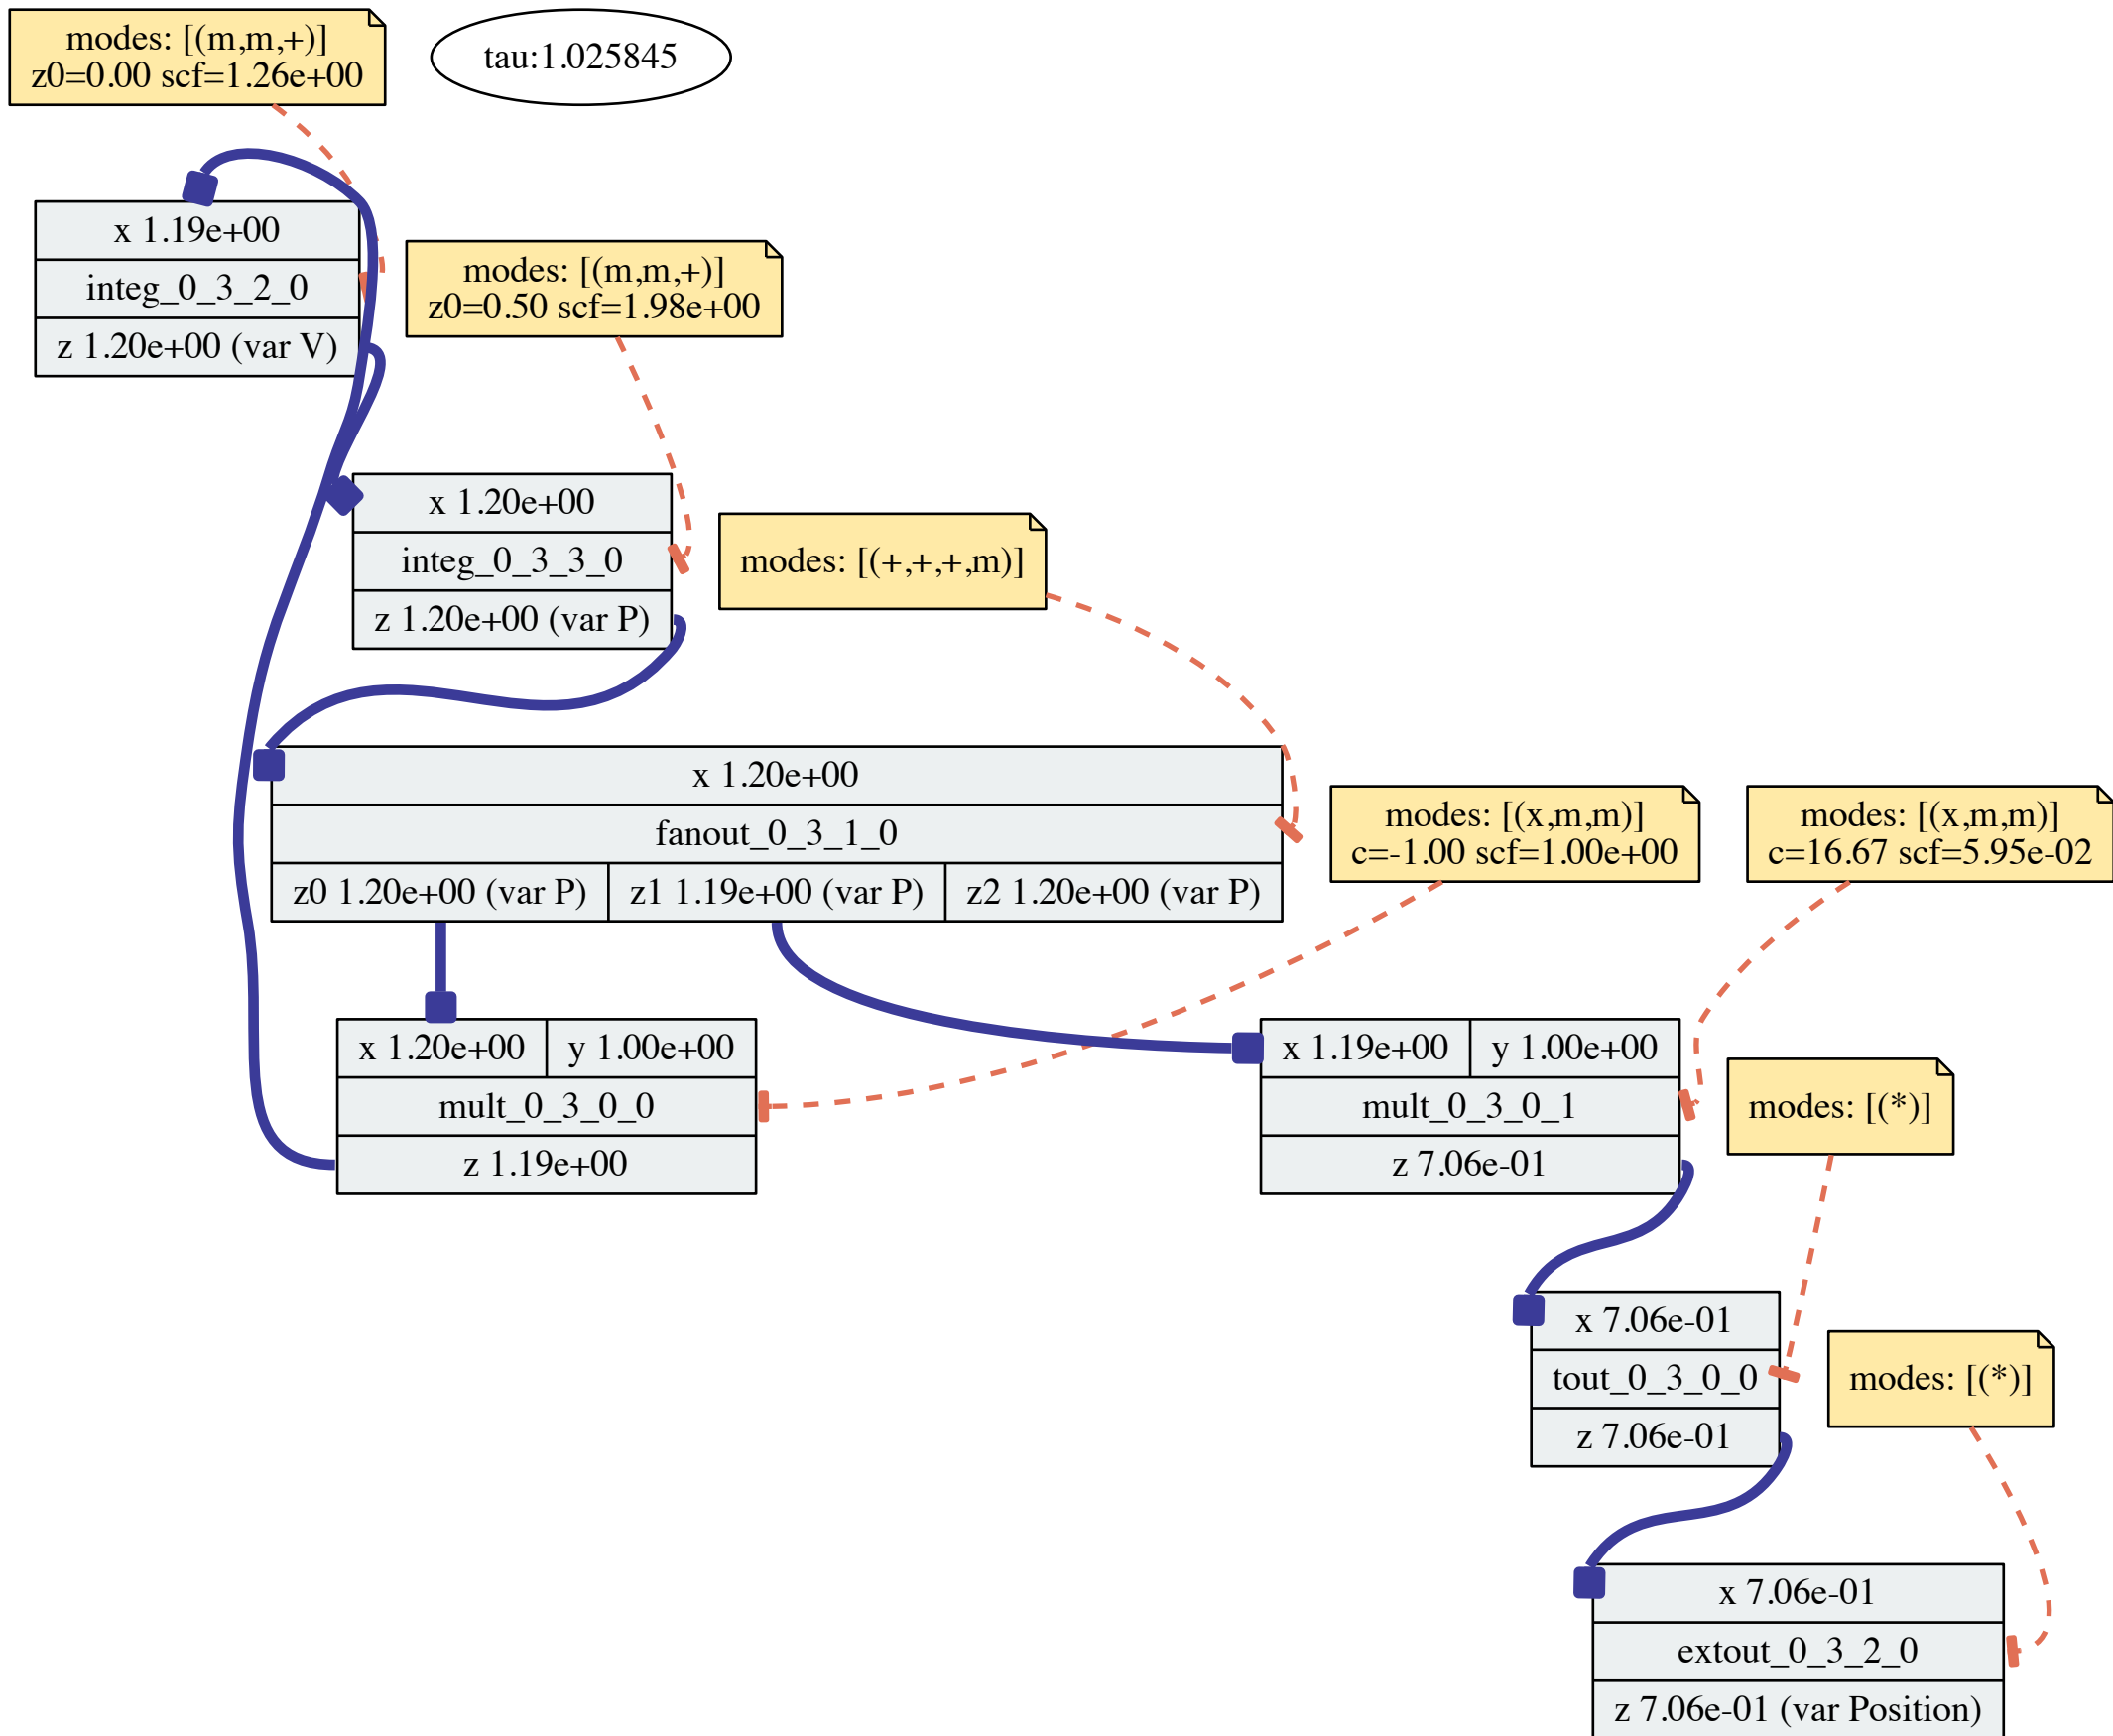 modes: [(m,m,+)]
z0=0.00 scf=1.26e+00
tau:1.025845
x 1.19e+00
integ_0_3_2_0
z 1.20e+00 (var V)
modes: [(m,m,+)]
z0=0.50 scf=1.98e+00
x 1.20e+00
integ_0_3_3_0
z 1.20e+00 (var P)
modes: [(+,+,+,m)]
x 1.20e+00
fanout_0_3_1_0
z0 1.20e+00 (var P)
z1 1.19e+00 (var P)
z2 1.20e+00 (var P)
modes: [(x,m,m)]
c=-1.00 scf=1.00e+00
modes: [(x,m,m)]
c=16.67 scf=5.95e-02
x 1.20e+00
y 1.00e+00
mult_0_3_0_0
z 1.19e+00
x 1.19e+00
y 1.00e+00
mult_0_3_0_1
z 7.06e-01
modes: [(*)]
x 7.06e-01
tout_0_3_0_0
z 7.06e-01
modes: [(*)]
x 7.06e-01
extout_0_3_2_0
z 7.06e-01 (var Position)